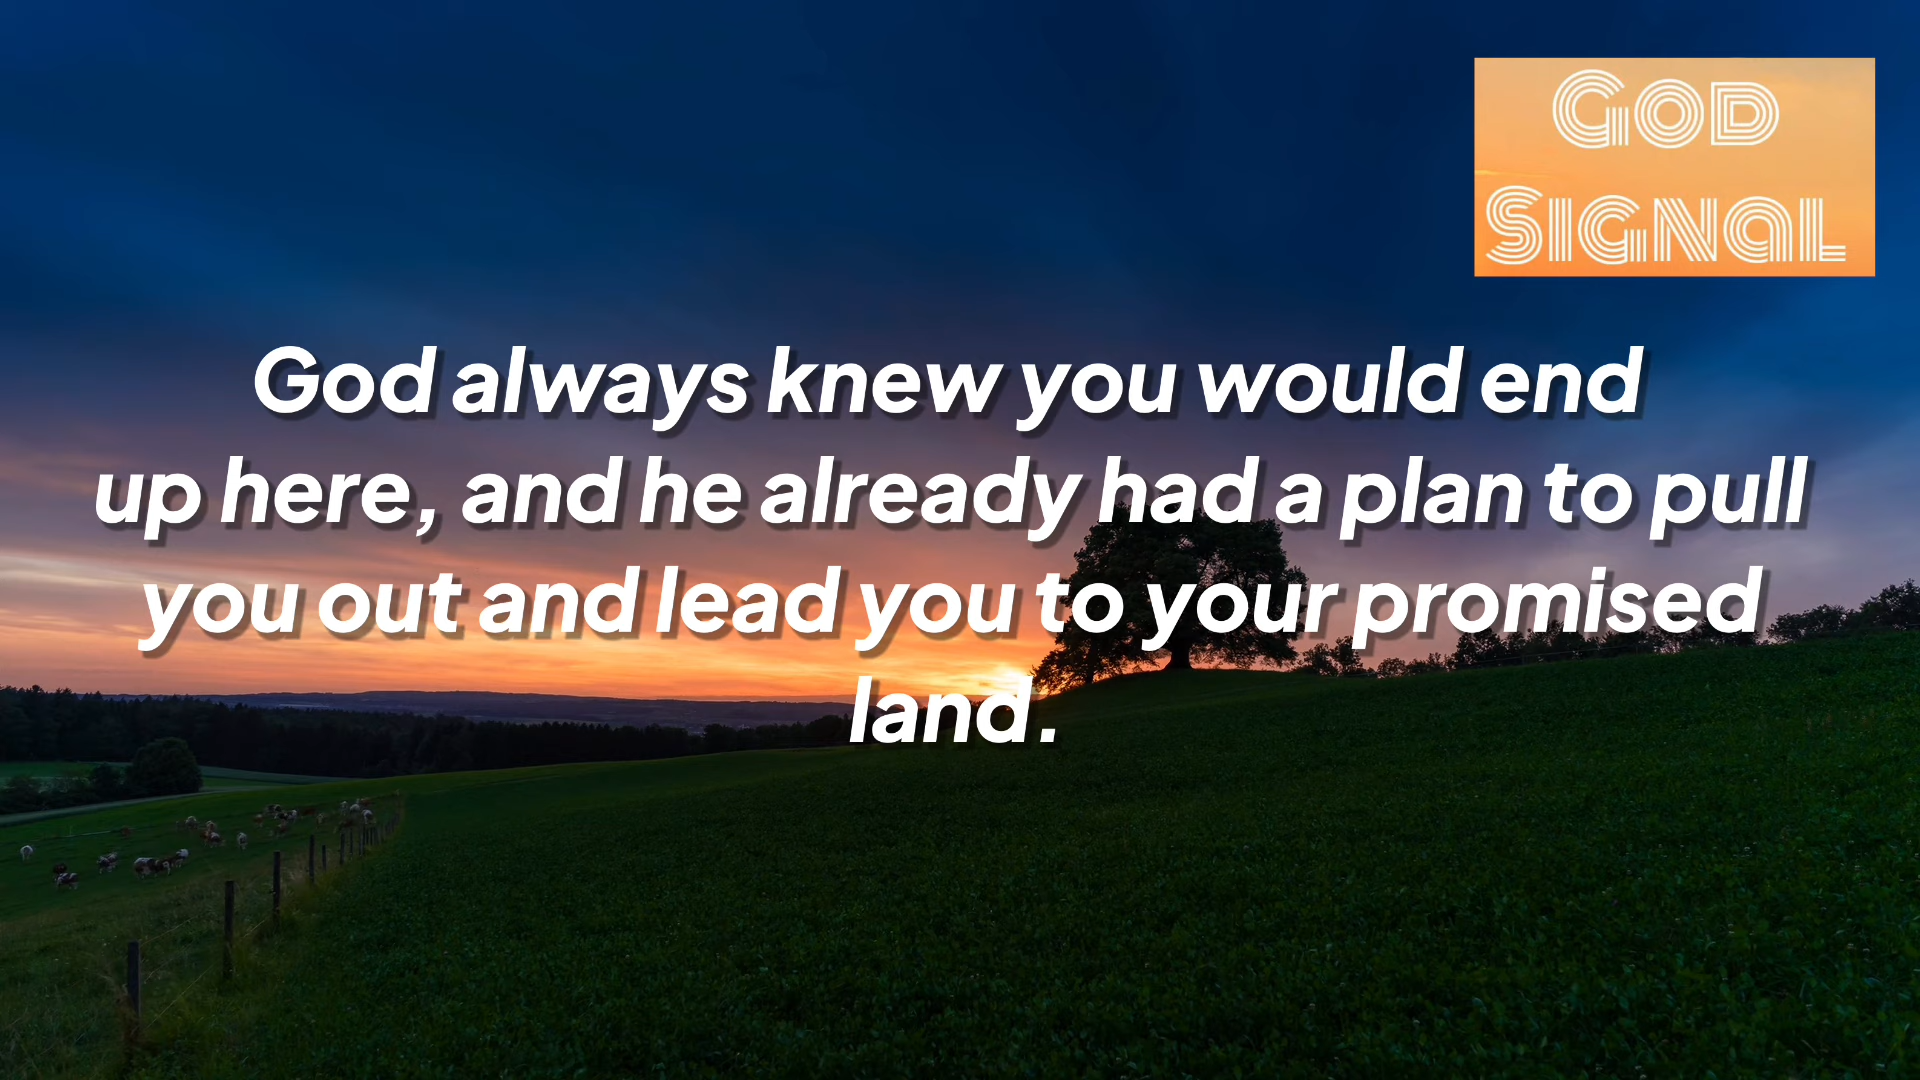 God
Signal
God always knew you would end
up here, and he already had a plan to pull
you out and lead you to your promised
land.